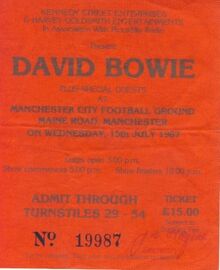 KENNEDY STREET ENTERPRISES
& HARVEY GOLDSMITH ENTERTAINMENTS
In Association With Piccadilly Radio
Present
DAVID BOWIE
PLUS SPECIAL GUESTS
AT
MANCHESTER CITY FOOTBALL GROUND
MAINE ROAD, MANCHESTER
ON WEDNESDAY, 15th JULY 1987
Gates open 3.00 p.m.
Show commences 5.00 p.m. Show finishes 10.00 p.m.
ADMIT THROUGH
TURNSTILES 29 - 54
TICKET
£15.00
No. 19987